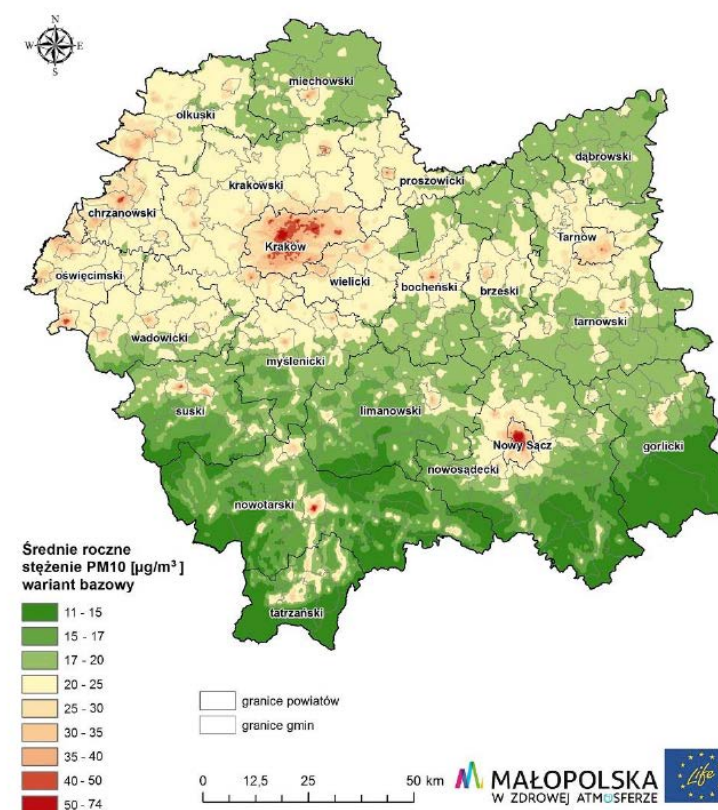 N
W E
S
miechowski
olkuski
dąbrowski
krakowski
proszowicki
chrzanowski
Tarnów
Kraków
oświęcimski
wielicki
bocheński
brzeski
tarnowski
wadowicki
myślenicki
suski
limanowski
Nowy Sącz
gorlicki
nowosądecki
nowotarski
tatrzański
Średnie roczne
stężenie PM10 [µg/m³]
wariant bazowy
11 - 15
15 - 17
17 - 20
20 - 25
25 - 30
30 - 35
35 - 40
40 - 50
50 - 74
granice powiatów
granice gmin
0 12,5 25 50 km
MAŁOPOLSKA
W ZDROWEJ ATMOSFERZE
Life